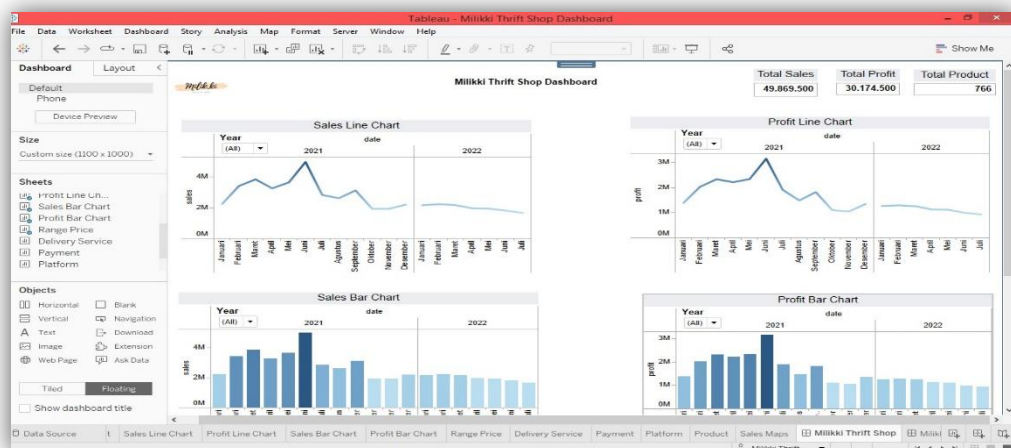 Tableau - Milikki Thrift Shop Dashboard
File Data Worksheet Dashboard Story Analysis Map Format Server Window Help
Show Me
Dashboard Layout
Default
Phone
Device Preview
Size
Custom size (1100 x 1000)
Sheets
Profit Line Ch...
Sales Bar Chart
Profit Bar Chart
Range Price
Delivery Service
Payment
Platform
Objects
Horizontal Blank
Vertical Navigation
Text Download
Image Extension
Web Page Ask Data
Tiled Floating
Show dashboard title
Milikki
Milikki Thrift Shop Dashboard
Total Sales Total Profit Total Product
49.869.500 30.174.500 766
Sales Line Chart
Year
(All)
date
2021 2022
sales
4M
2M
0M
Januari Februari Maret April Mei Juni Juli Agustus September Oktober November Desember Januari Februari Maret April Mei Juni Juli
Profit Line Chart
Year
(All)
date
2021 2022
profit
3M
2M
1M
0M
Januari Februari Maret April Mei Juni Juli Agustus September Oktober November Desember Januari Februari Maret April Mei Juni Juli
Sales Bar Chart
Year
(All)
date
2021 2022
sales
4M
2M
0M
Profit Bar Chart
Year
(All)
date
2021 2022
profit
3M
2M
1M
0M
Data Source Sales Line Chart Profit Line Chart Sales Bar Chart Profit Bar Chart Range Price Delivery Service Payment Platform Product Sales Maps Milikki Thrift Shop Miliki